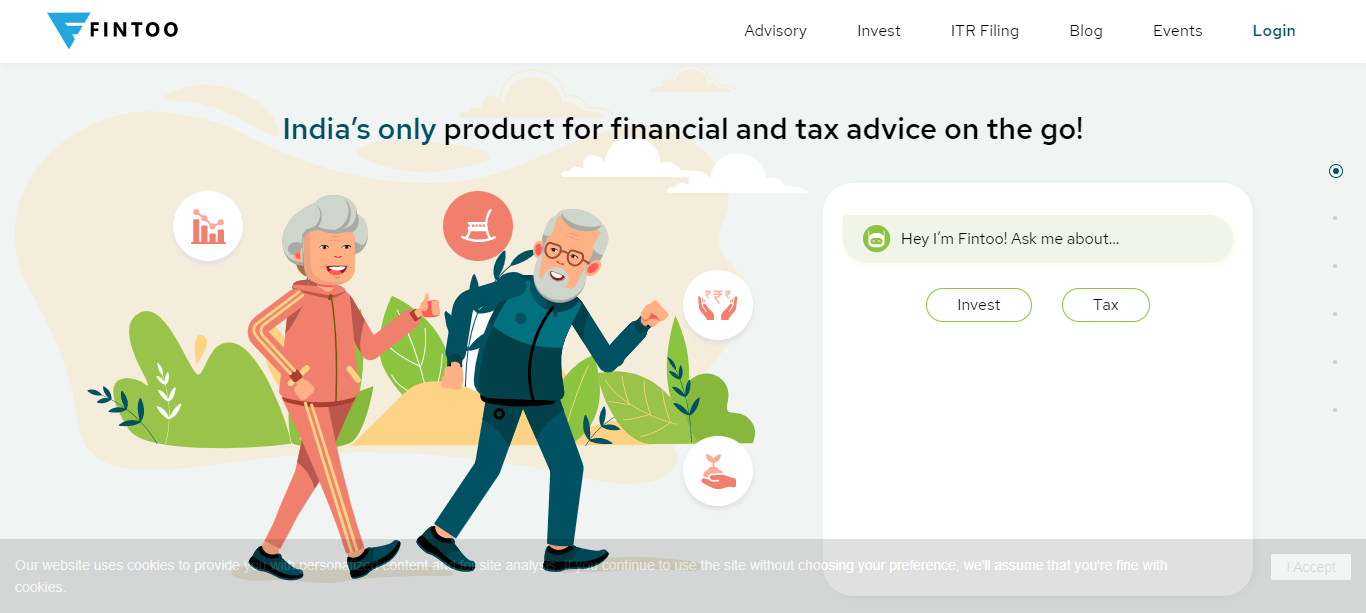 FINTOO
Advisory
Invest
ITR Filing
Blog
Events
Login
India's only product for financial and tax advice on the go!
Hey I'm Fintoo! Ask me about...
Invest
Tax
Our website uses cookies to provide you with personalized content and for site analysis. If you continue to use the site without choosing your preference, we'll assume that you're fine with
cookies.
I Accept